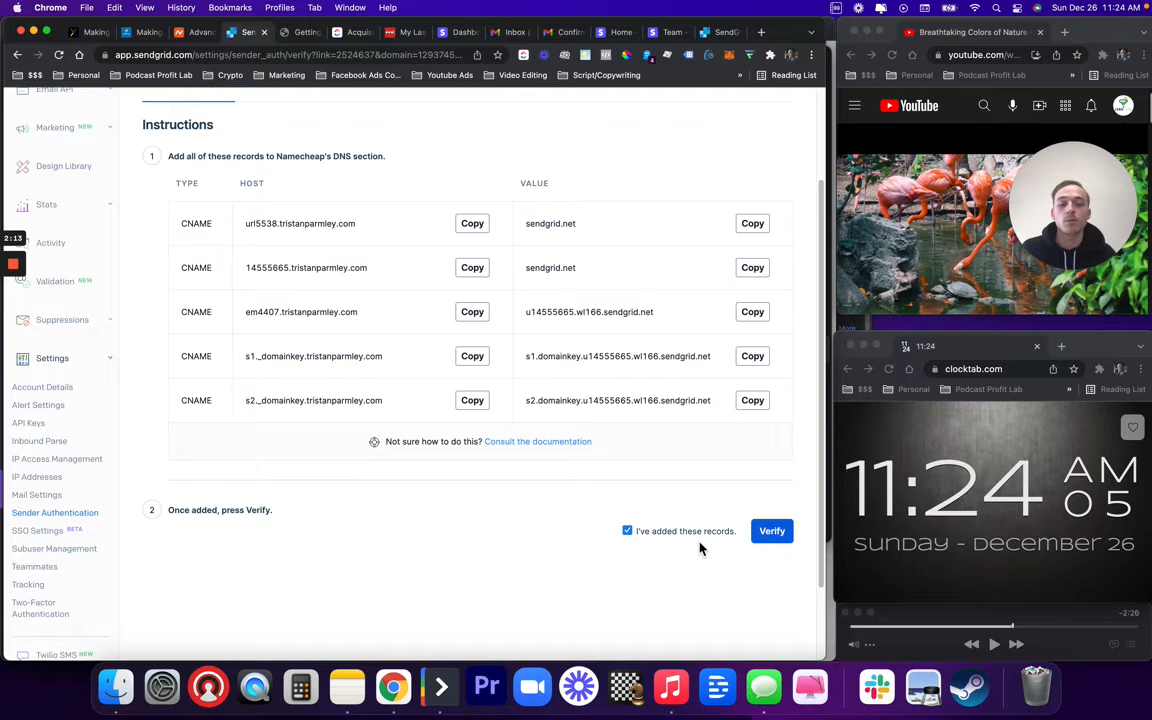 Chrome File Edit View History Bookmarks Profiles Tab Window Help Sun Dec 26 11:24 AM
Making Making Advanc Sen Getting Acquis My Las Dashb Inbox ( Confirm Home Team - SendG
app.sendgrid.com/settings/sender_auth/verify?link=2524637&domain=1293745...
$$$ Personal Podcast Profit Lab Crypto Marketing Facebook Ads Co... Youtube Ads Video Editing Script/Copywriting » Reading List
Email API
Marketing NEW
Design Library
Stats
Activity
2:13
Validation NEW
Suppressions
Settings
Account Details
Alert Settings
API Keys
Inbound Parse
IP Access Management
IP Addresses
Mail Settings
Sender Authentication
SSO Settings BETA
Subuser Management
Teammates
Tracking
Two-Factor
Authentication
Twilio SMS NEW
Instructions
1 Add all of these records to Namecheap's DNS section.
TYPE HOST VALUE
CNAME url5538.tristanparmley.com Copy sendgrid.net Copy
CNAME 14555665.tristanparmley.com Copy sendgrid.net Copy
CNAME em4407.tristanparmley.com Copy u14555665.wl166.sendgrid.net Copy
CNAME s1._domainkey.tristanparmley.com Copy s1.domainkey.u14555665.wl166.sendgrid.net Copy
CNAME s2._domainkey.tristanparmley.com Copy s2.domainkey.u14555665.wl166.sendgrid.net Copy
Not sure how to do this? Consult the documentation
2 Once added, press Verify.
I've added these records. Verify
Breathtaking Colors of Nature
youtube.com/w...
$$$ Personal Podcast Profit Lab » Reading List
YouTube
More
11 24 11:24
clocktab.com
$$$ Personal Podcast Profit Lab » Reading List
11:24 AM
05
SUNDAY - DECEMBER 26
-2:26
Pr